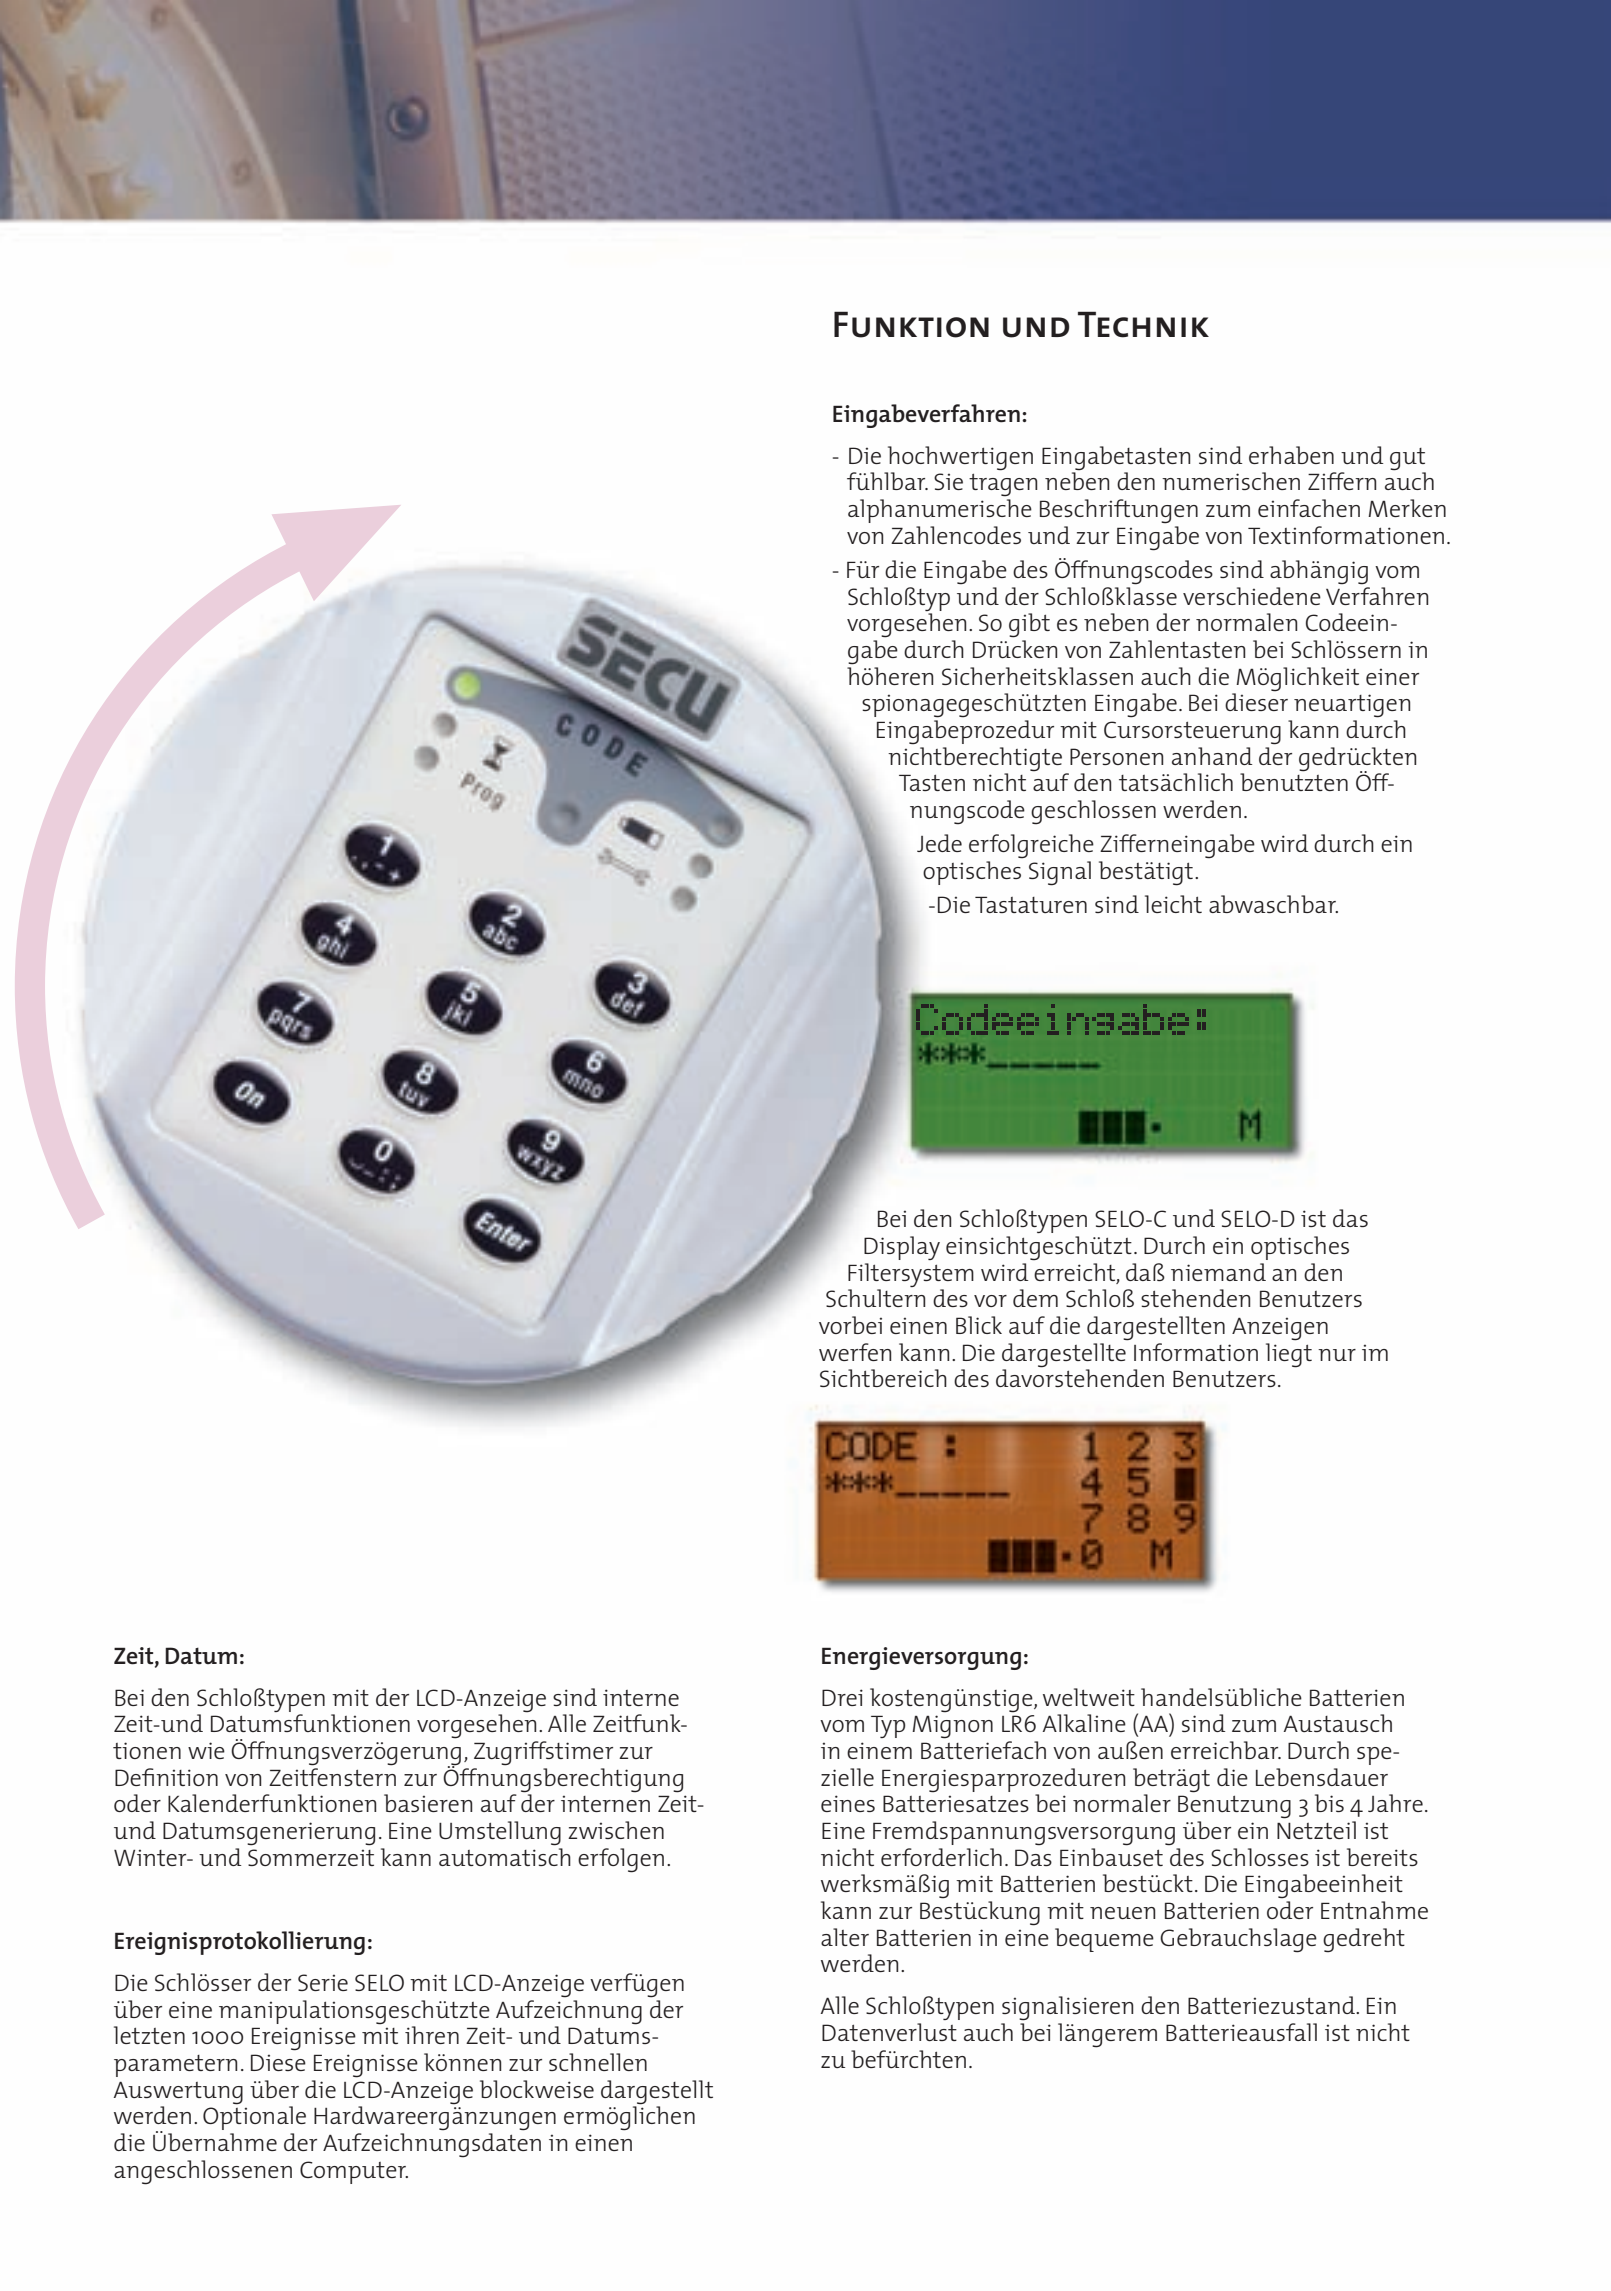 Funktion und Technik
Eingabeverfahren:
- Die hochwertigen Eingabetasten sind erhaben und gut
fühlbar. Sie tragen neben den numerischen Ziffern auch
alphanumerische Beschriftungen zum einfachen Merken
von Zahlencodes und zur Eingabe von Textinformationen.
- Für die Eingabe des Öffnungscodes sind abhängig vom
Schloßtyp und der Schloßklasse verschiedene Verfahren
vorgesehen. So gibt es neben der normalen Codeein-
gabe durch Drücken von Zahlentasten bei Schlössern in
höheren Sicherheitsklassen auch die Möglichkeit einer
spionagegeschützten Eingabe. Bei dieser neuartigen
Eingabeprozedur mit Cursorsteuerung kann durch
nichtberechtigte Personen anhand der gedrückten
Tasten nicht auf den tatsächlich benutzten Öff-
nungscode geschlossen werden.
Jede erfolgreiche Zifferneingabe wird durch ein
optisches Signal bestätigt.
-Die Tastaturen sind leicht abwaschbar.
SECU
CODE
Prog
1
4
ghi
2
abc
7
pqrs
5
jkl
3
def
On
8
tuv
6
mno
0
9
wxyz
Enter
Codeeingabe:
***_____
M
Bei den Schloßtypen SELO-C und SELO-D ist das
Display einsichtgeschützt. Durch ein optisches
Filtersystem wird erreicht, daß niemand an den
Schultern des vor dem Schloß stehenden Benutzers
vorbei einen Blick auf die dargestellten Anzeigen
werfen kann. Die dargestellte Information liegt nur im
Sichtbereich des davorstehenden Benutzers.
CODE : 1 2 3
***_____ 4 5
7 8 9
0 M
Zeit, Datum:
Bei den Schloßtypen mit der LCD-Anzeige sind interne
Zeit-und Datumsfunktionen vorgesehen. Alle Zeitfunk-
tionen wie Öffnungsverzögerung, Zugriffstimer zur
Definition von Zeitfenstern zur Öffnungsberechtigung
oder Kalenderfunktionen basieren auf der internen Zeit-
und Datumsgenerierung. Eine Umstellung zwischen
Winter- und Sommerzeit kann automatisch erfolgen.
Ereignisprotokollierung:
Die Schlösser der Serie SELO mit LCD-Anzeige verfügen
über eine manipulationsgeschützte Aufzeichnung der
letzten 1000 Ereignisse mit ihren Zeit- und Datums-
parametern. Diese Ereignisse können zur schnellen
Auswertung über die LCD-Anzeige blockweise dargestellt
werden. Optionale Hardwareergänzungen ermöglichen
die Übernahme der Aufzeichnungsdaten in einen
angeschlossenen Computer.
Energieversorgung:
Drei kostengünstige, weltweit handelsübliche Batterien
vom Typ Mignon LR6 Alkaline (AA) sind zum Austausch
in einem Batteriefach von außen erreichbar. Durch spe-
zielle Energiesparprozeduren beträgt die Lebensdauer
eines Batteriesatzes bei normaler Benutzung 3 bis 4 Jahre.
Eine Fremdspannungsversorgung über ein Netzteil ist
nicht erforderlich. Das Einbauset des Schlosses ist bereits
werksmäßig mit Batterien bestückt. Die Eingabeeinheit
kann zur Bestückung mit neuen Batterien oder Entnahme
alter Batterien in eine bequeme Gebrauchslage gedreht
werden.
Alle Schloßtypen signalisieren den Batteriezustand. Ein
Datenverlust auch bei längerem Batterieausfall ist nicht
zu befürchten.